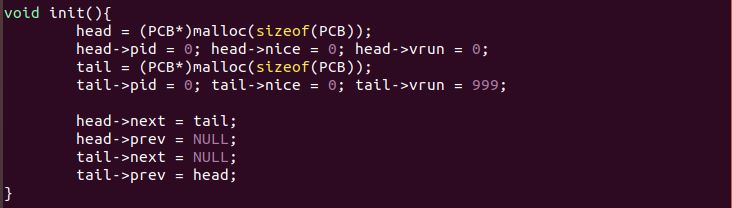 void init(){
        head = (PCB*)malloc(sizeof(PCB));
        head->pid = 0; head->nice = 0; head->vrun = 0;
        tail = (PCB*)malloc(sizeof(PCB));
        tail->pid = 0; tail->nice = 0; tail->vrun = 999;

        head->next = tail;
        head->prev = NULL;
        tail->next = NULL;
        tail->prev = head;
}